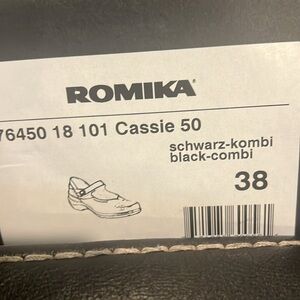 ROMIKA
76450 18 101 Cassie 50
schwarz-kombi
black-combi
38